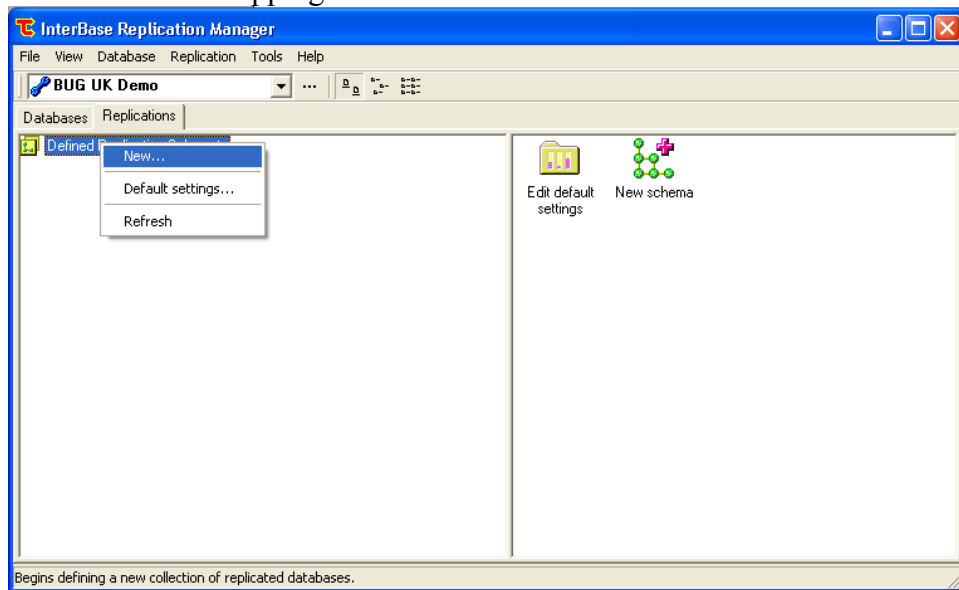 pping
InterBase Replication Manager
File View Database Replication Tools Help
BUG UK Demo
Databases Replications
Defined
New...
Default settings...
Refresh
Edit default
settings
New schema
Begins defining a new collection of replicated databases.